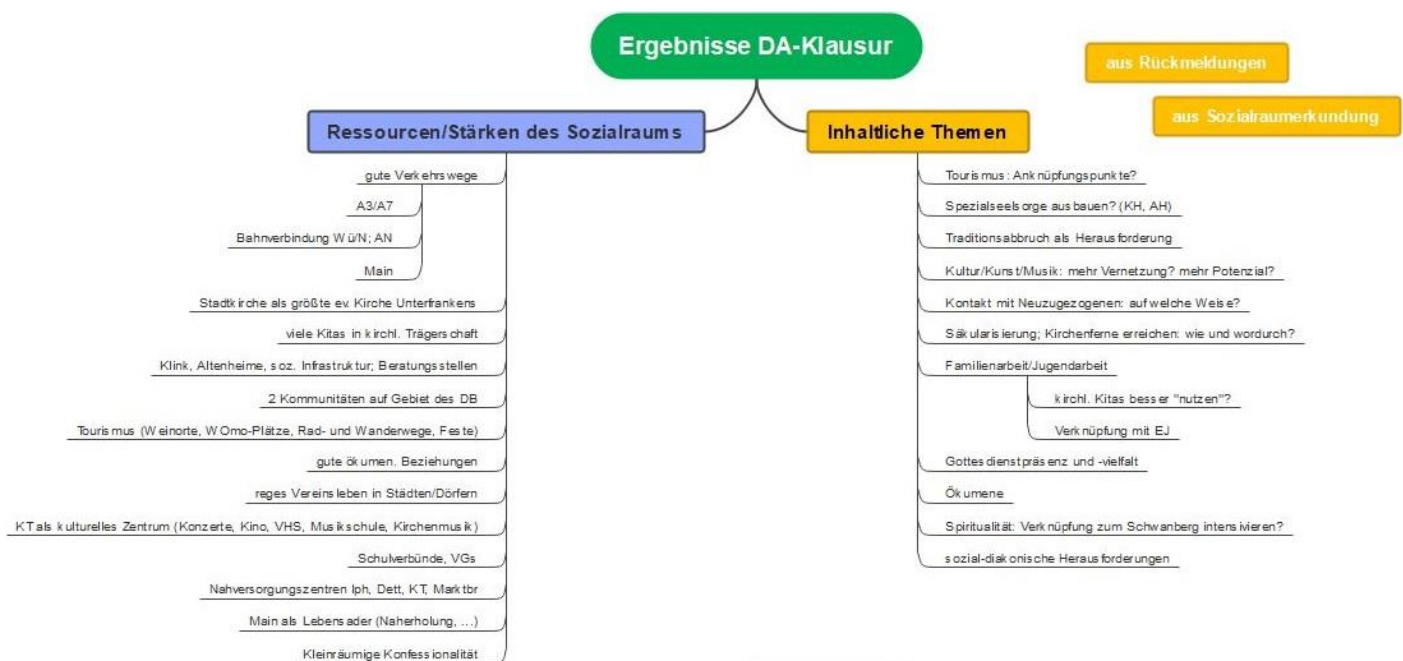 Ergebnisse DA-Klausur
aus Rückmeldungen
aus Sozialraumerkundung
Ressourcen/Stärken des Sozialraums
gute Verkehrswege
A3/A7
Bahnverbindung Wü/N; AN
Main
Stadtkirche als größte ev. Kirche Unterfrankens
viele Kitas in kirchl. Trägerschaft
Klink, Altenheime, soz. Infrastruktur; Beratungsstellen
2 Kommunitäten auf Gebiet des DB
Tourismus (Weinorte, WOmo-Plätze, Rad- und Wanderwege, Feste)
gute ökumen. Beziehungen
reges Vereinsleben in Städten/Dörfern
KT als kulturelles Zentrum (Konzerte, Kino, VHS, Musikschule, Kirchenmusik)
Schulverbünde, VGs
Nahversorgungszentren Iph, Dett, KT, Marktbr
Main als Lebensader (Naherholung, ...)
Kleinräumige Konfessionalität
Inhaltliche Themen
Tourismus: Anknüpfungspunkte?
Spezialseelsorge ausbauen? (KH, AH)
Traditionsabbruch als Herausforderung
Kultur/Kunst/Musik: mehr Vernetzung? mehr Potenzial?
Kontakt mit Neuzugezogenen: auf welche Weise?
Säkularisierung; Kirchenferne erreichen: wie und wordurch?
Familienarbeit/Jugendarbeit
kirchl. Kitas besser "nutzen"?
Verknüpfung mit EJ
Gottesdienstpräsenz und -vielfalt
Ökumene
Spiritualität: Verknüpfung zum Schwanberg intensivieren?
sozial-diakonische Herausforderungen